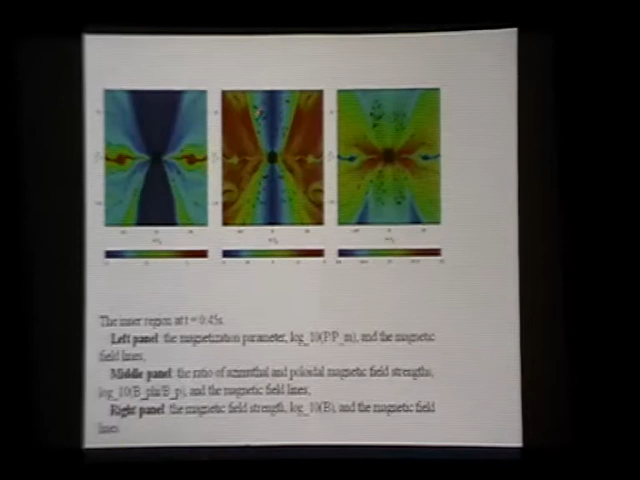 The inner region at t = 0.45s.
Left panel: the magnetization parameter, log_10(P/P_m), and the magnetic
field lines;
Middle panel: the ratio of azimuthal and poloidal magnetic field strengths,
log_10(B_phi/B_p), and the magnetic field lines;
Right panel: the magnetic field strength, log_10(B), and the magnetic field
lines.